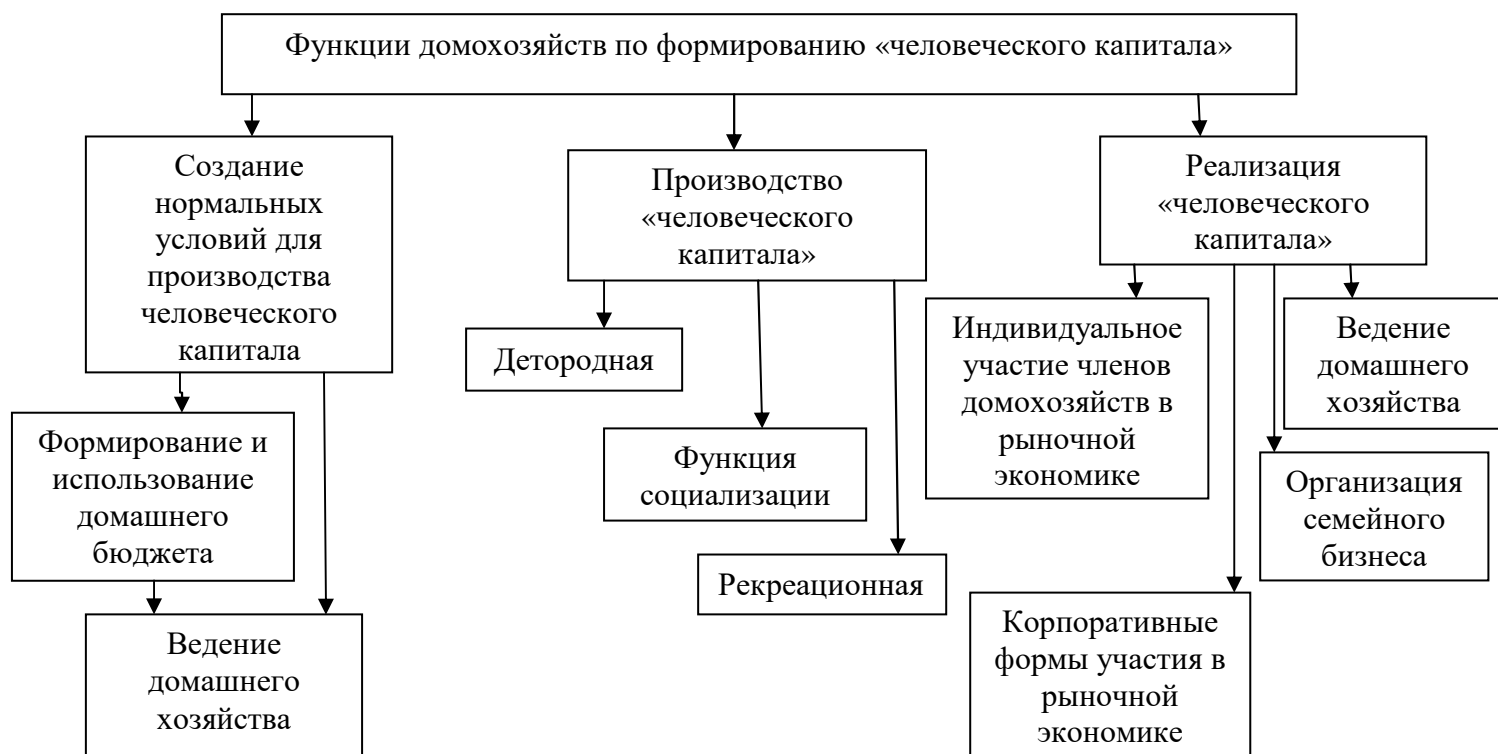 Функции домохозяйств по формированию «человеческого капитала»
Создание
нормальных
условий для
производства
человеческого
капитала
Производство
«человеческого
капитала»
Реализация
«человеческого
капитала»
Формирование и
использование
домашнего
бюджета
Ведение
домашнего
хозяйства
Детородная
Функция
социализации
Рекреационная
Индивидуальное
участие членов
домохозяйств в
рыночной
экономике
Корпоративные
формы участия в
рыночной
экономике
Организация
семейного
бизнеса
Ведение
домашнего
хозяйства